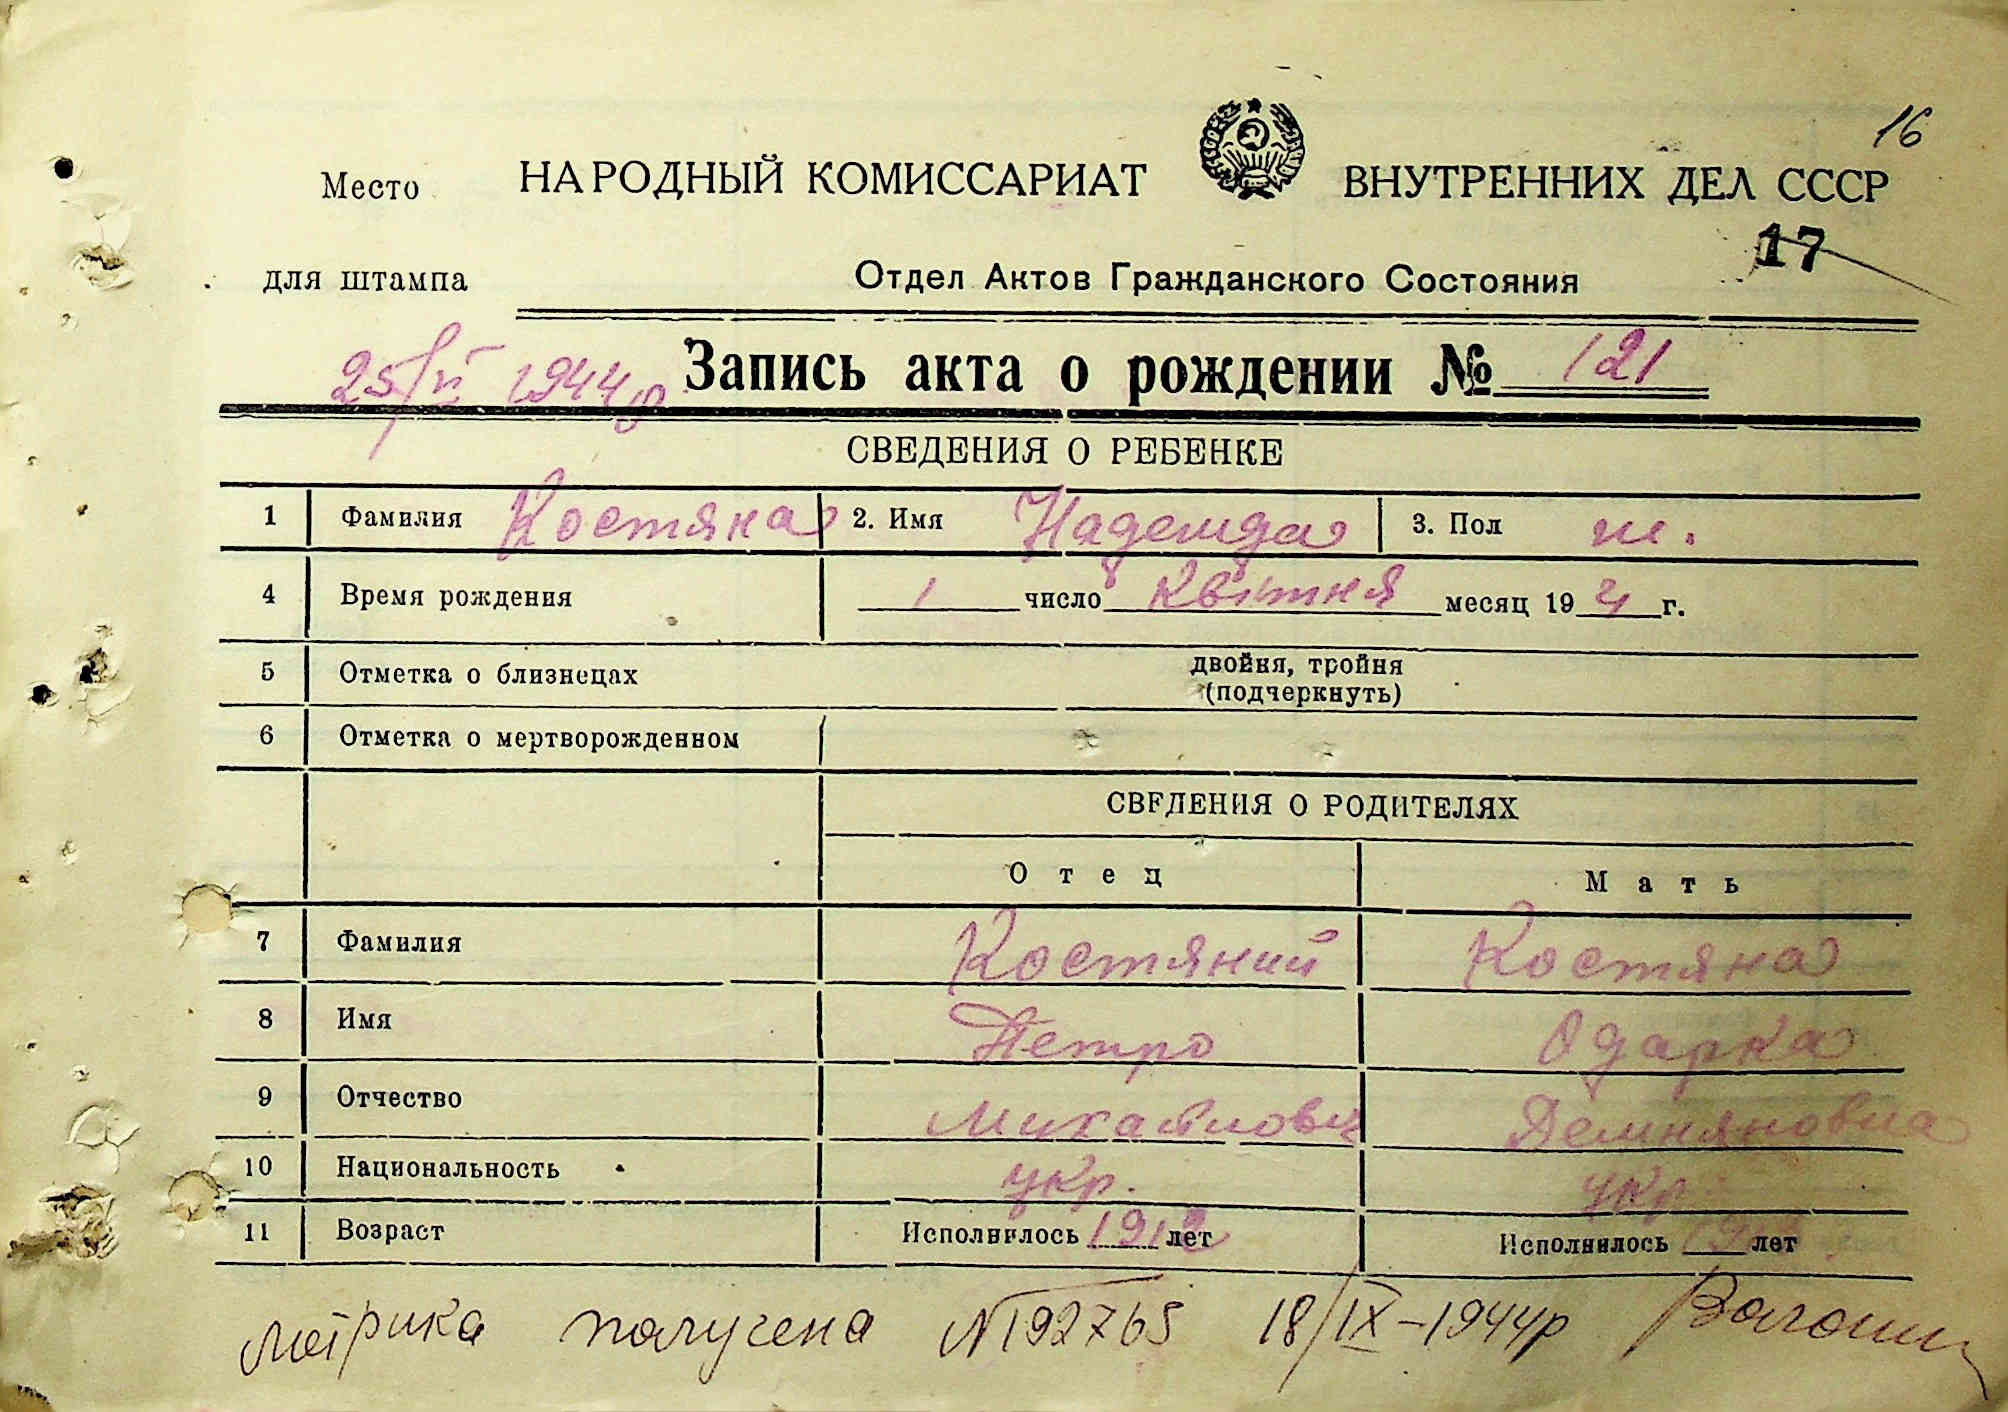 16
Место НАРОДНЫЙ КОМИССАРИАТ ВНУТРЕННИХ ДЕЛ СССР
17
для штампа Отдел Актов Гражданского Состояния
25/VI 1944р Запись акта о рождении № 121
СВЕДЕНИЯ О РЕБЕНКЕ
1 Фамилия Костяна 2. Имя Надежда 3. Пол ж.
4 Время рождения 1 число Квітня месяц 19 г.
5 Отметка о близнецах двойня, тройня
(подчеркнуть)
6 Отметка о мертворожденном
СВЕДЕНИЯ О РОДИТЕЛЯХ
Отец Мать
7 Фамилия Костяний Костяна
8 Имя Петро Одарка
9 Отчество Михайлович Демяновна
10 Национальность укр. укр.
11 Возраст Исполнилось 1912 лет Исполнилось лет
Метрика получена N192765 18/IX-1944р